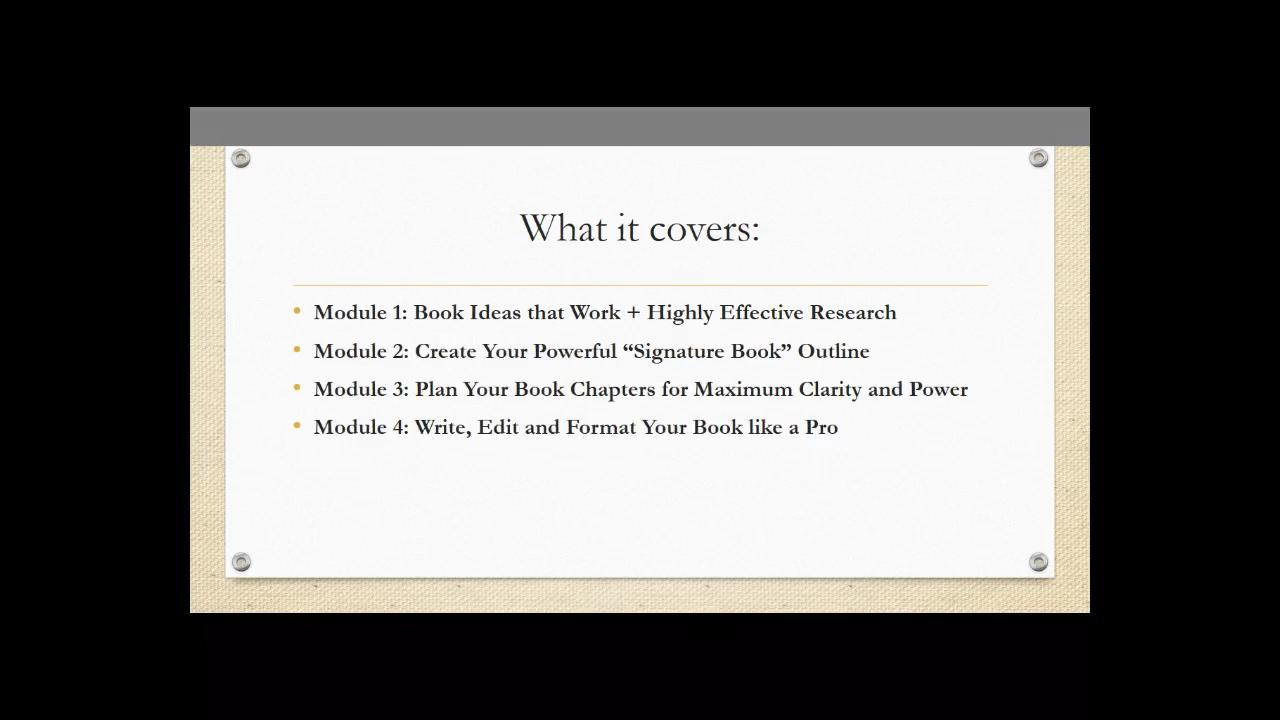 What it covers:
• Module 1: Book Ideas that Work + Highly Effective Research
• Module 2: Create Your Powerful “Signature Book” Outline
• Module 3: Plan Your Book Chapters for Maximum Clarity and Power
• Module 4: Write, Edit and Format Your Book like a Pro